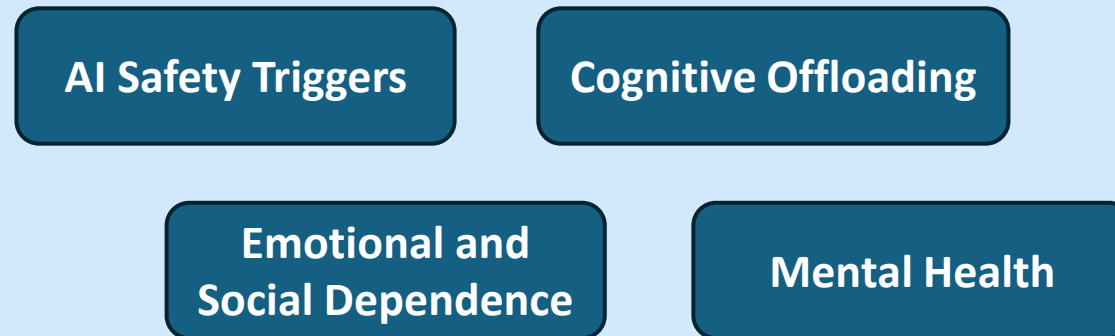 AI Safety Triggers
Cognitive Offloading
Emotional and
Social Dependence
Mental Health